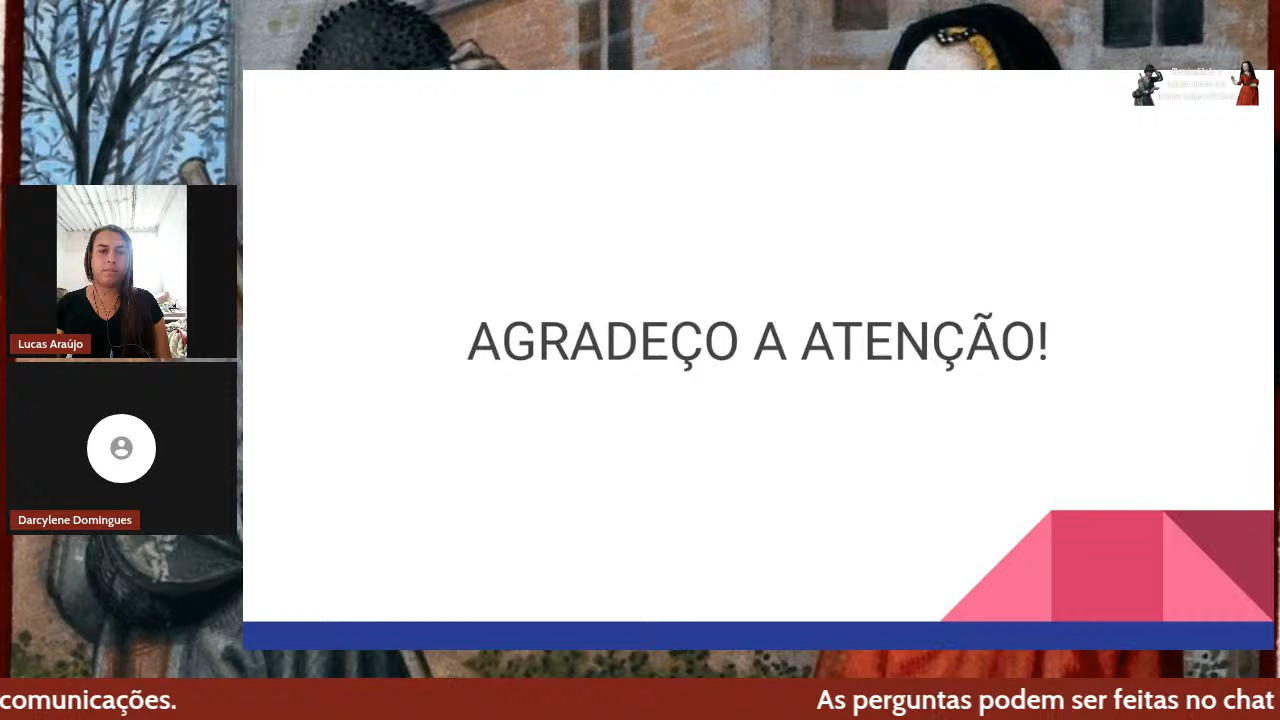 AGRADEÇO A ATENÇÃO!
Lucas Araújo
Darcylene Domingues
comunicações.
As perguntas podem ser feitas no chat